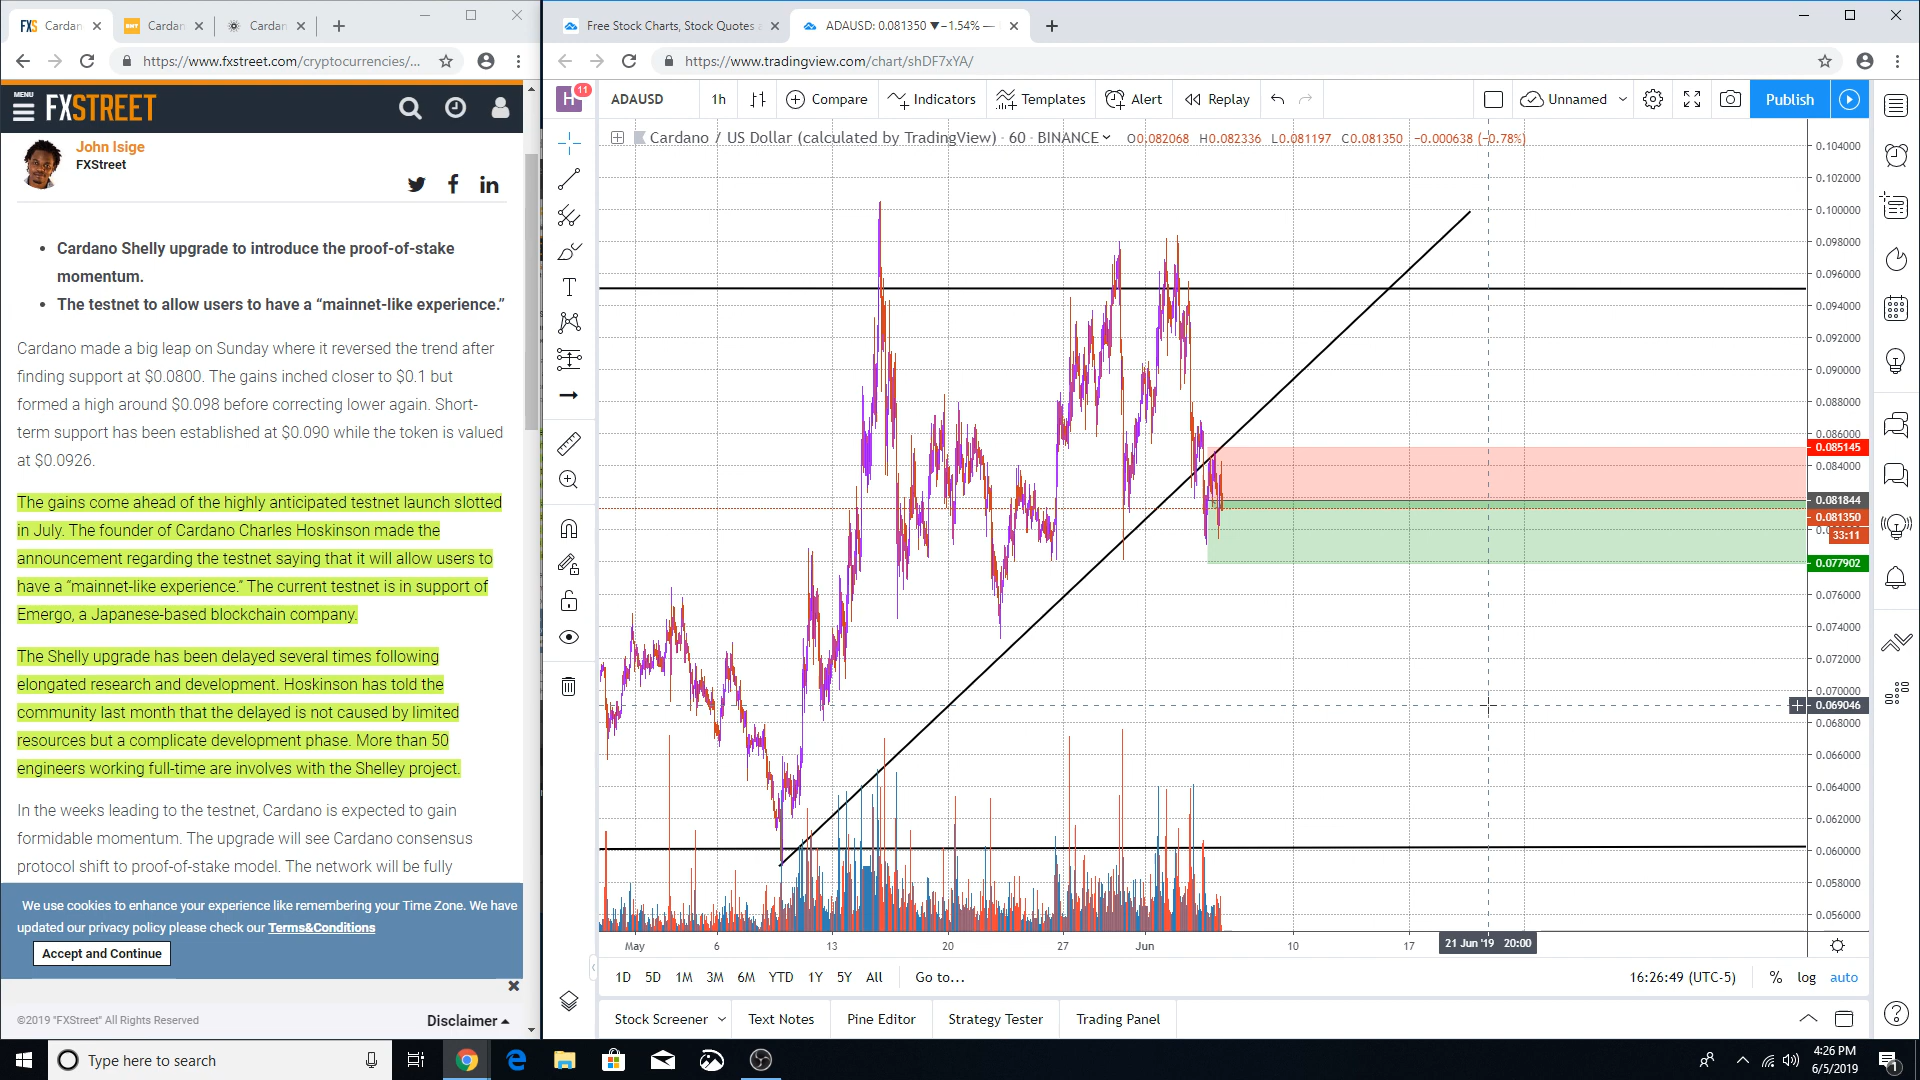 FXS Cardan
BMT Cardan
Cardan
https://www.fxstreet.com/cryptocurrencies/...
MENU
FXSTREET
John Isige
FXStreet
• Cardano Shelly upgrade to introduce the proof-of-stake
momentum.
• The testnet to allow users to have a “mainnet-like experience.”
Cardano made a big leap on Sunday where it reversed the trend after
finding support at $0.0800. The gains inched closer to $0.1 but
formed a high around $0.098 before correcting lower again. Short-
term support has been established at $0.090 while the token is valued
at $0.0926.
The gains come ahead of the highly anticipated testnet launch slotted
in July. The founder of Cardano Charles Hoskinson made the
announcement regarding the testnet saying that it will allow users to
have a “mainnet-like experience.” The current testnet is in support of
Emergo, a Japanese-based blockchain company.
The Shelly upgrade has been delayed several times following
elongated research and development. Hoskinson has told the
community last month that the delayed is not caused by limited
resources but a complicate development phase. More than 50
engineers working full-time are involves with the Shelley project.
In the weeks leading to the testnet, Cardano is expected to gain
formidable momentum. The upgrade will see Cardano consensus
protocol shift to proof-of-stake model. The network will be fully
We use cookies to enhance your experience like remembering your Time Zone. We have
updated our privacy policy please check our Terms&Conditions
Accept and Continue
©2019 "FXStreet" All Rights Reserved
Disclaimer
Free Stock Charts, Stock Quotes
ADAUSD: 0.081350 ▼−1.54% —
https://www.tradingview.com/chart/shDF7xYA/
H 11
ADAUSD 1h Compare Indicators Templates Alert Replay Unnamed Publish
Cardano / US Dollar (calculated by TradingView) · 60 · BINANCE O0.082068 H0.082336 L0.081197 C0.081350 −0.000638 (−0.78%)
0.104000
0.102000
0.100000
0.098000
0.096000
0.094000
0.092000
0.090000
0.088000
0.086000
0.085145
0.084000
0.081844
0.081350
33:11
0.077902
0.076000
0.074000
0.072000
0.070000
0.069046
0.068000
0.066000
0.064000
0.062000
0.060000
0.058000
0.056000
May 6 13 20 27 Jun 10 17 21 Jun '19 20:00
1D 5D 1M 3M 6M YTD 1Y 5Y All Go to... 16:26:49 (UTC-5) % log auto
Stock Screener Text Notes Pine Editor Strategy Tester Trading Panel
Type here to search
4:26 PM
6/5/2019
1